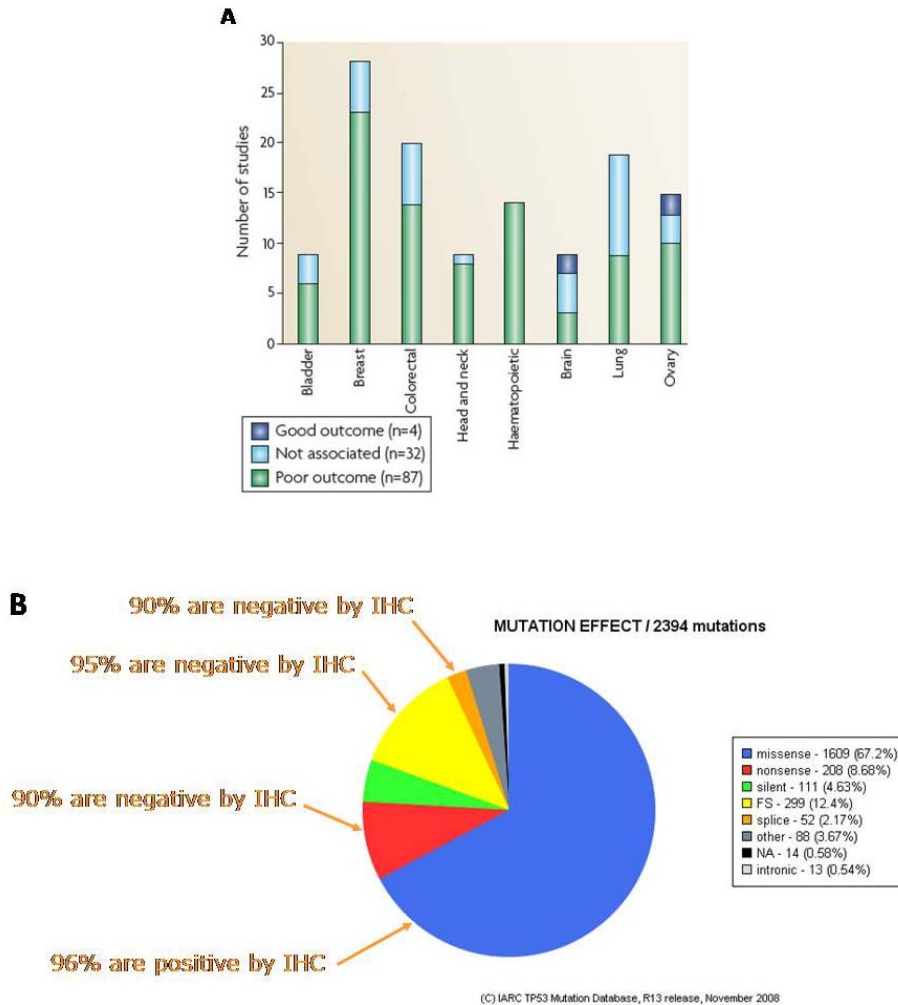 A
Number of studies
30
25
20
15
10
5
0
Bladder
Breast
Colorectal
Head and neck
Haematopoietic
Brain
Lung
Ovary
Good outcome (n=4)
Not associated (n=32)
Poor outcome (n=87)
B
90% are negative by IHC
MUTATION EFFECT / 2394 mutations
95% are negative by IHC
90% are negative by IHC
96% are positive by IHC
missense - 1609 (67.2%)
nonsense - 208 (8.68%)
silent - 111 (4.63%)
FS - 299 (12.4%)
splice - 52 (2.17%)
other - 88 (3.67%)
NA - 14 (0.58%)
intronic - 13 (0.54%)
(C) IARC TP53 Mutation Database, R13 release, November 2008